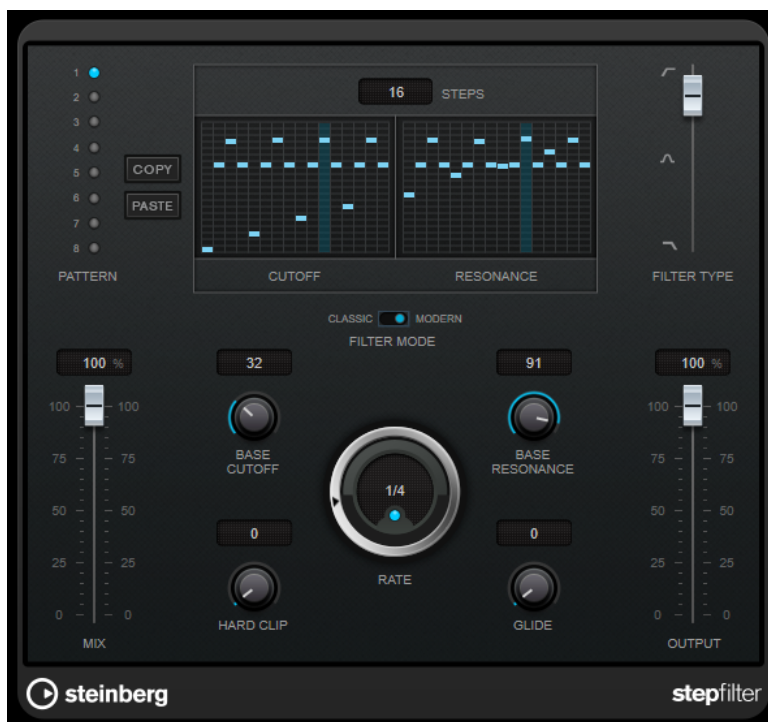 1
2
3
4
5
6
7
8
PATTERN
COPY
PASTE
16 STEPS
CUTOFF
RESONANCE
FILTER TYPE
CLASSIC MODERN
FILTER MODE
100 %
32
91
100 %
BASE
CUTOFF
BASE
RESONANCE
100 100
75 75
50 50
25 25
0 0
MIX
1/4
RATE
0
HARD CLIP
0
GLIDE
100 100
75 75
50 50
25 25
0 0
OUTPUT
steinberg
stepfilter